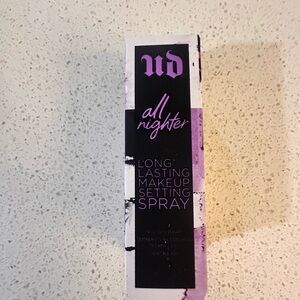 UD
all
nighter
LONG
LASTING
MAKEUP
SETTING
SPRAY